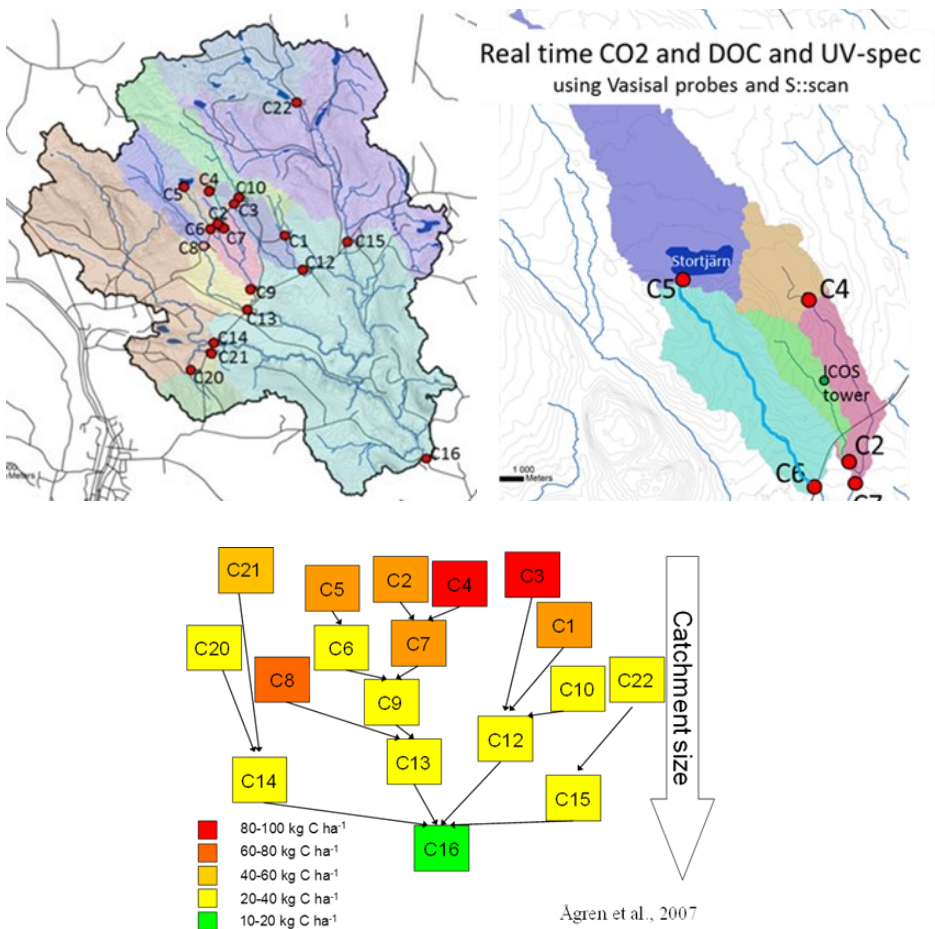 C22
C4
C10
C5
C3
C2
C6
C7
C8
C1
C15
C12
C9
C13
C14
C21
C20
C16
Meters
Real time CO2 and DOC and UV-spec
using Vasisal probes and S::scan
Stortjärn
C5
C4
ICOS
tower
C2
C6
1 000
Meters
C21
C5
C2
C4
C3
C20
C6
C7
C1
C8
C9
C10
C22
C12
C13
C14
C15
C16
Catchment size
80-100 kg C ha-1
60-80 kg C ha-1
40-60 kg C ha-1
20-40 kg C ha-1
10-20 kg C ha-1
Ågren et al., 2007